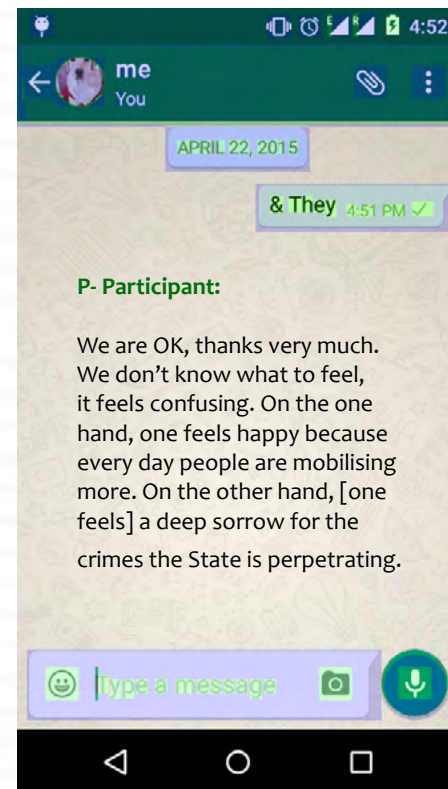 4:52
me
You
APRIL 22, 2015
& They 4:51 PM
P- Participant:
We are OK, thanks very much.
We don’t know what to feel,
it feels confusing. On the one
hand, one feels happy because
every day people are mobilising
more. On the other hand, [one
feels] a deep sorrow for the
crimes the State is perpetrating.
Type a message